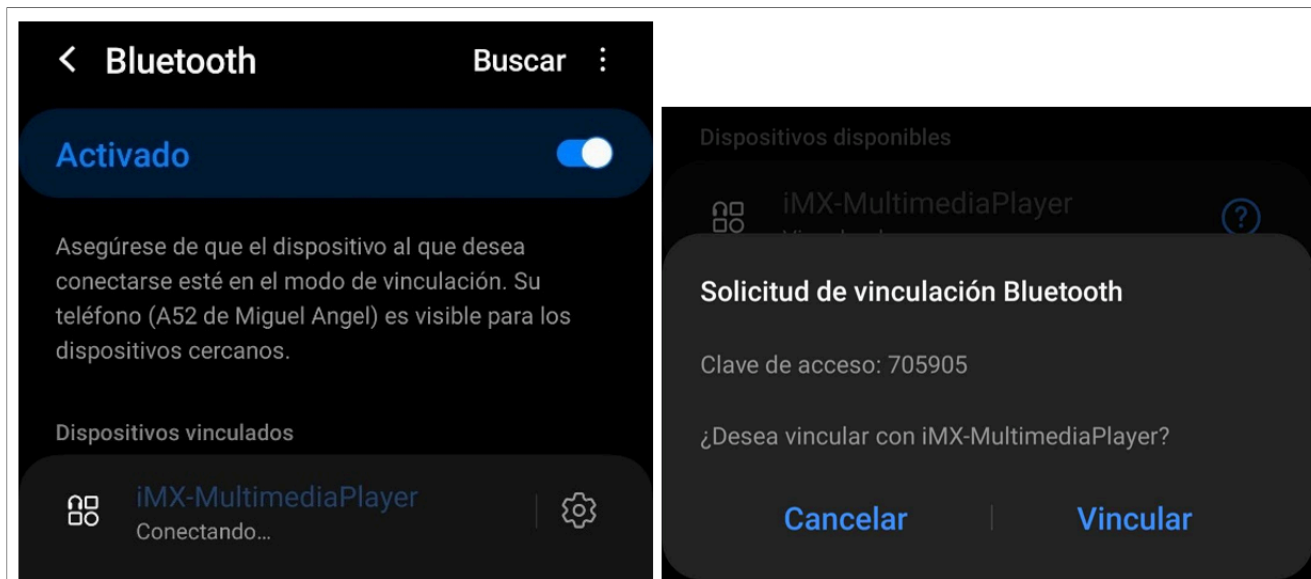 Bluetooth
Buscar
Activado
Asegúrese de que el dispositivo al que desea
conectarse esté en el modo de vinculación. Su
teléfono (A52 de Miguel Angel) es visible para los
dispositivos cercanos.
Dispositivos vinculados
iMX-MultimediaPlayer
Conectando...
Dispositivos disponibles
iMX-MultimediaPlayer
Solicitud de vinculación Bluetooth
Clave de acceso: 705905
¿Desea vincular con iMX-MultimediaPlayer?
Cancelar
Vincular